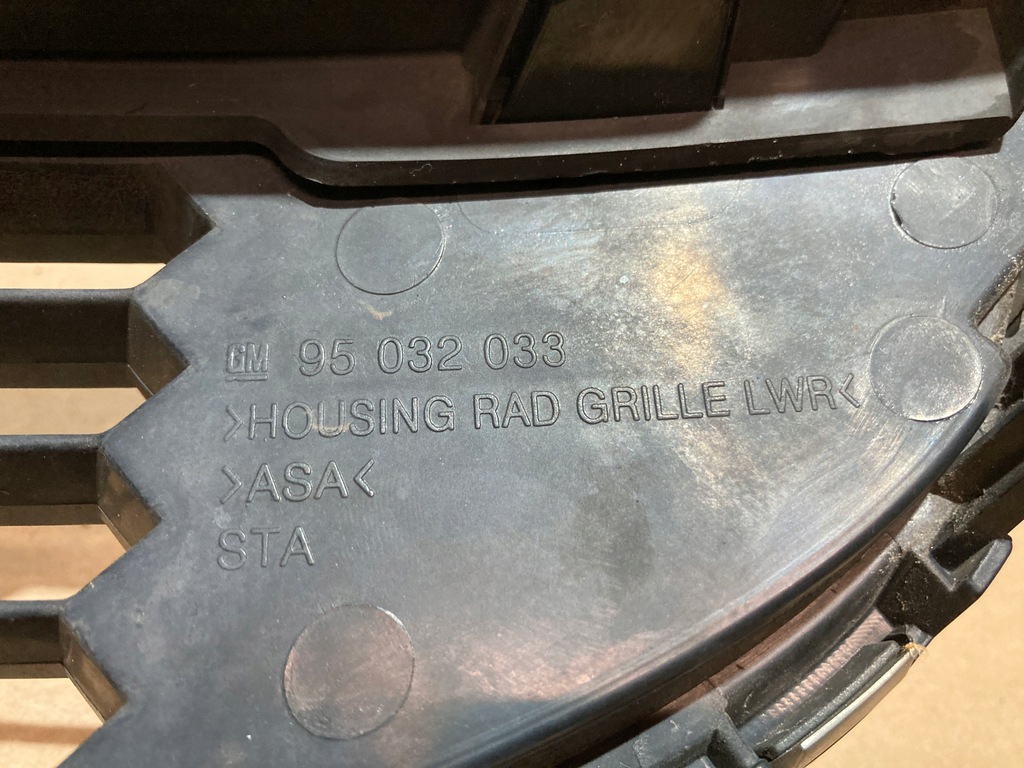 GM 95 032 033
>HOUSING RAD GRILLE LWR<
>ASA<
STA